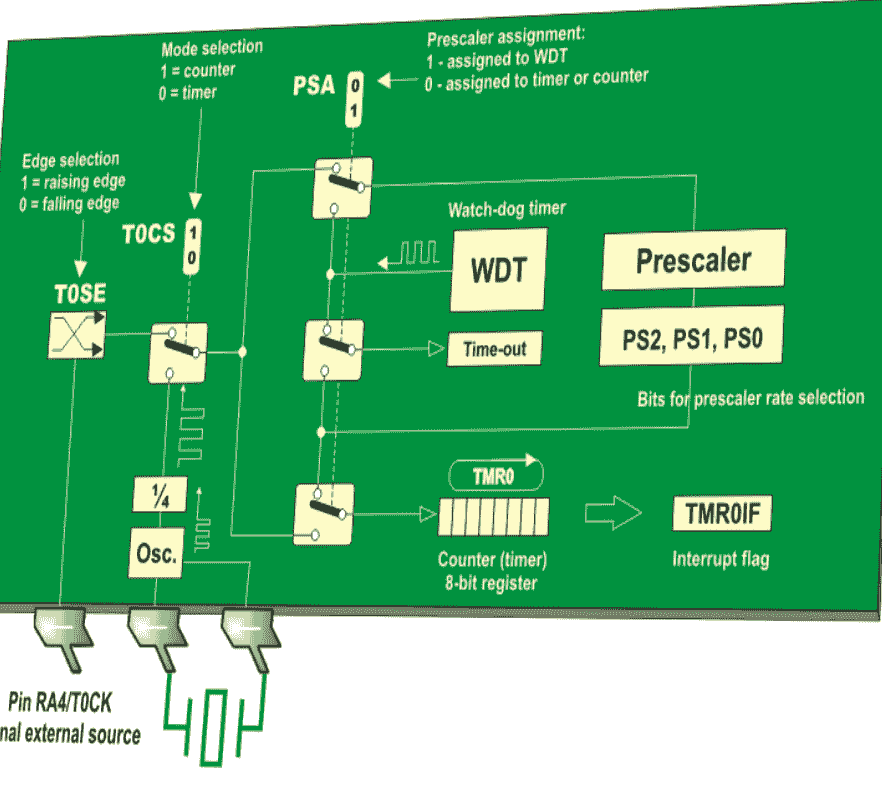 Mode selection
1 = counter
0 = timer
Prescaler assignment:
1 - assigned to WDT
0 - assigned to timer or counter
PSA
0
1
Edge selection
1 = raising edge
0 = falling edge
T0CS
1
0
T0SE
Watch-dog timer
WDT
Prescaler
Time-out
PS2, PS1, PS0
Bits for prescaler rate selection
1/4
Osc.
TMR0
Counter (timer)
8-bit register
TMR0IF
Interrupt flag
Pin RA4/T0CK
external source